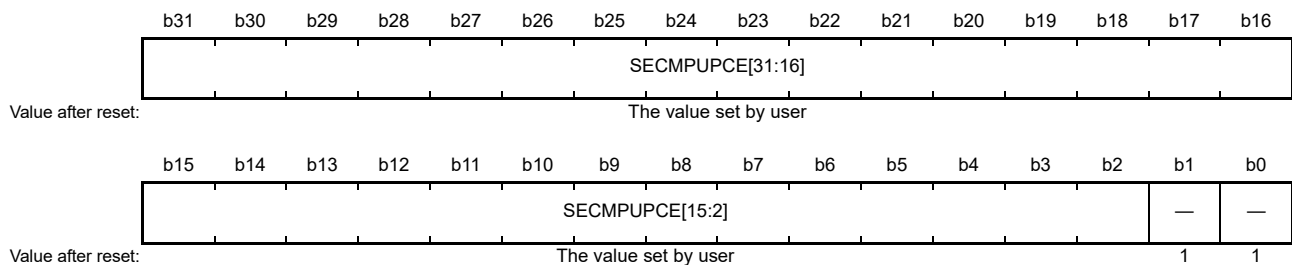 b31 b30 b29 b28 b27 b26 b25 b24 b23 b22 b21 b20 b19 b18 b17 b16
SECMPUPCE[31:16]
Value after reset: The value set by user
b15 b14 b13 b12 b11 b10 b9 b8 b7 b6 b5 b4 b3 b2 b1 b0
SECMPUPCE[15:2] — —
Value after reset: The value set by user 1 1